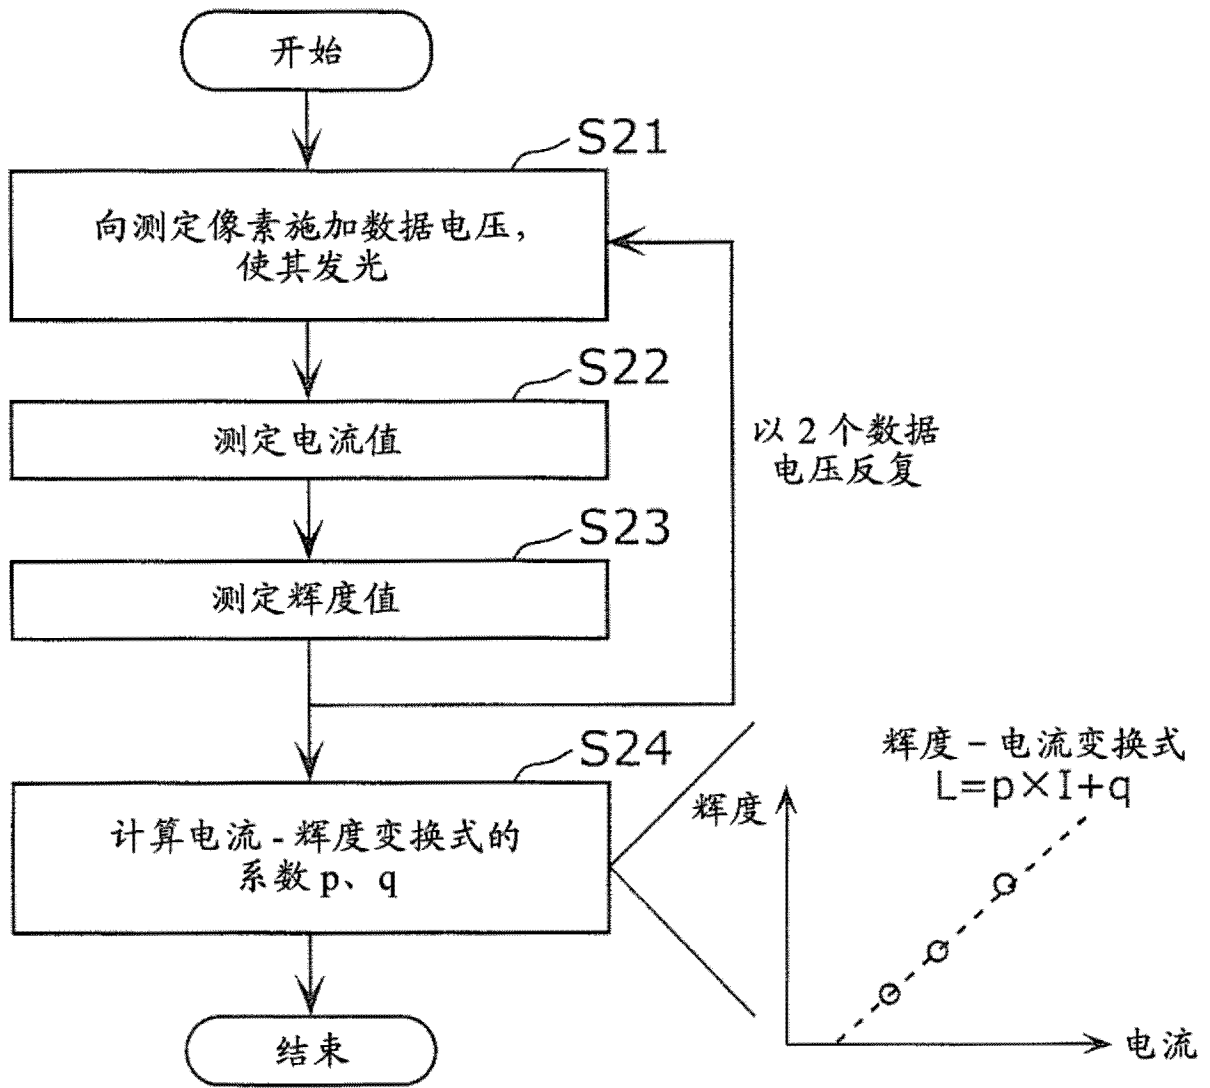 开始
S21
向测定像素施加数据电压，
使其发光
S22
测定电流值
以 2 个数据
电压反复
S23
测定辉度值
S24
计算电流 - 辉度变换式的
系数 p、q
辉度 - 电流变换式
L=p×I+q
辉度
电流
结束